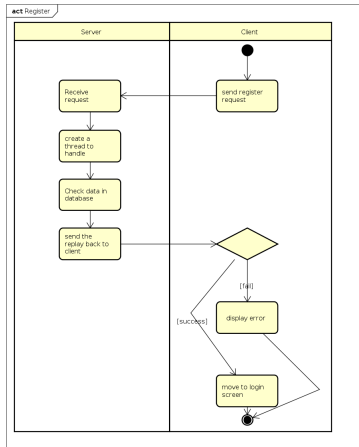 act Register
Server
Client
Receive
request
send register
request
create a
thread to
handle
Check data in
database
send the
replay back to
client
[fail]
display error
[success]
move to login
screen